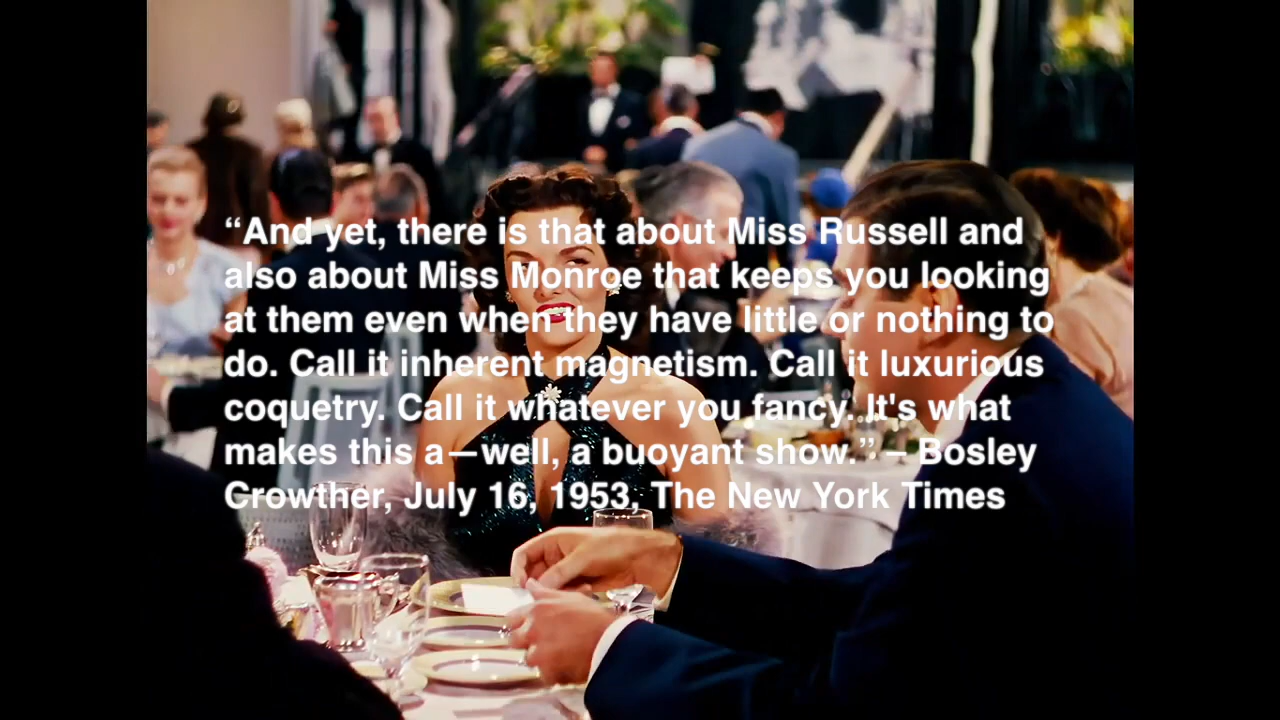 “And yet, there is that about Miss Russell and
also about Miss Monroe that keeps you looking
at them even when they have little or nothing to
do. Call it inherent magnetism. Call it luxurious
coquetry. Call it whatever you fancy. It's what
makes this a—well, a buoyant show.” – Bosley
Crowther, July 16, 1953, The New York Times